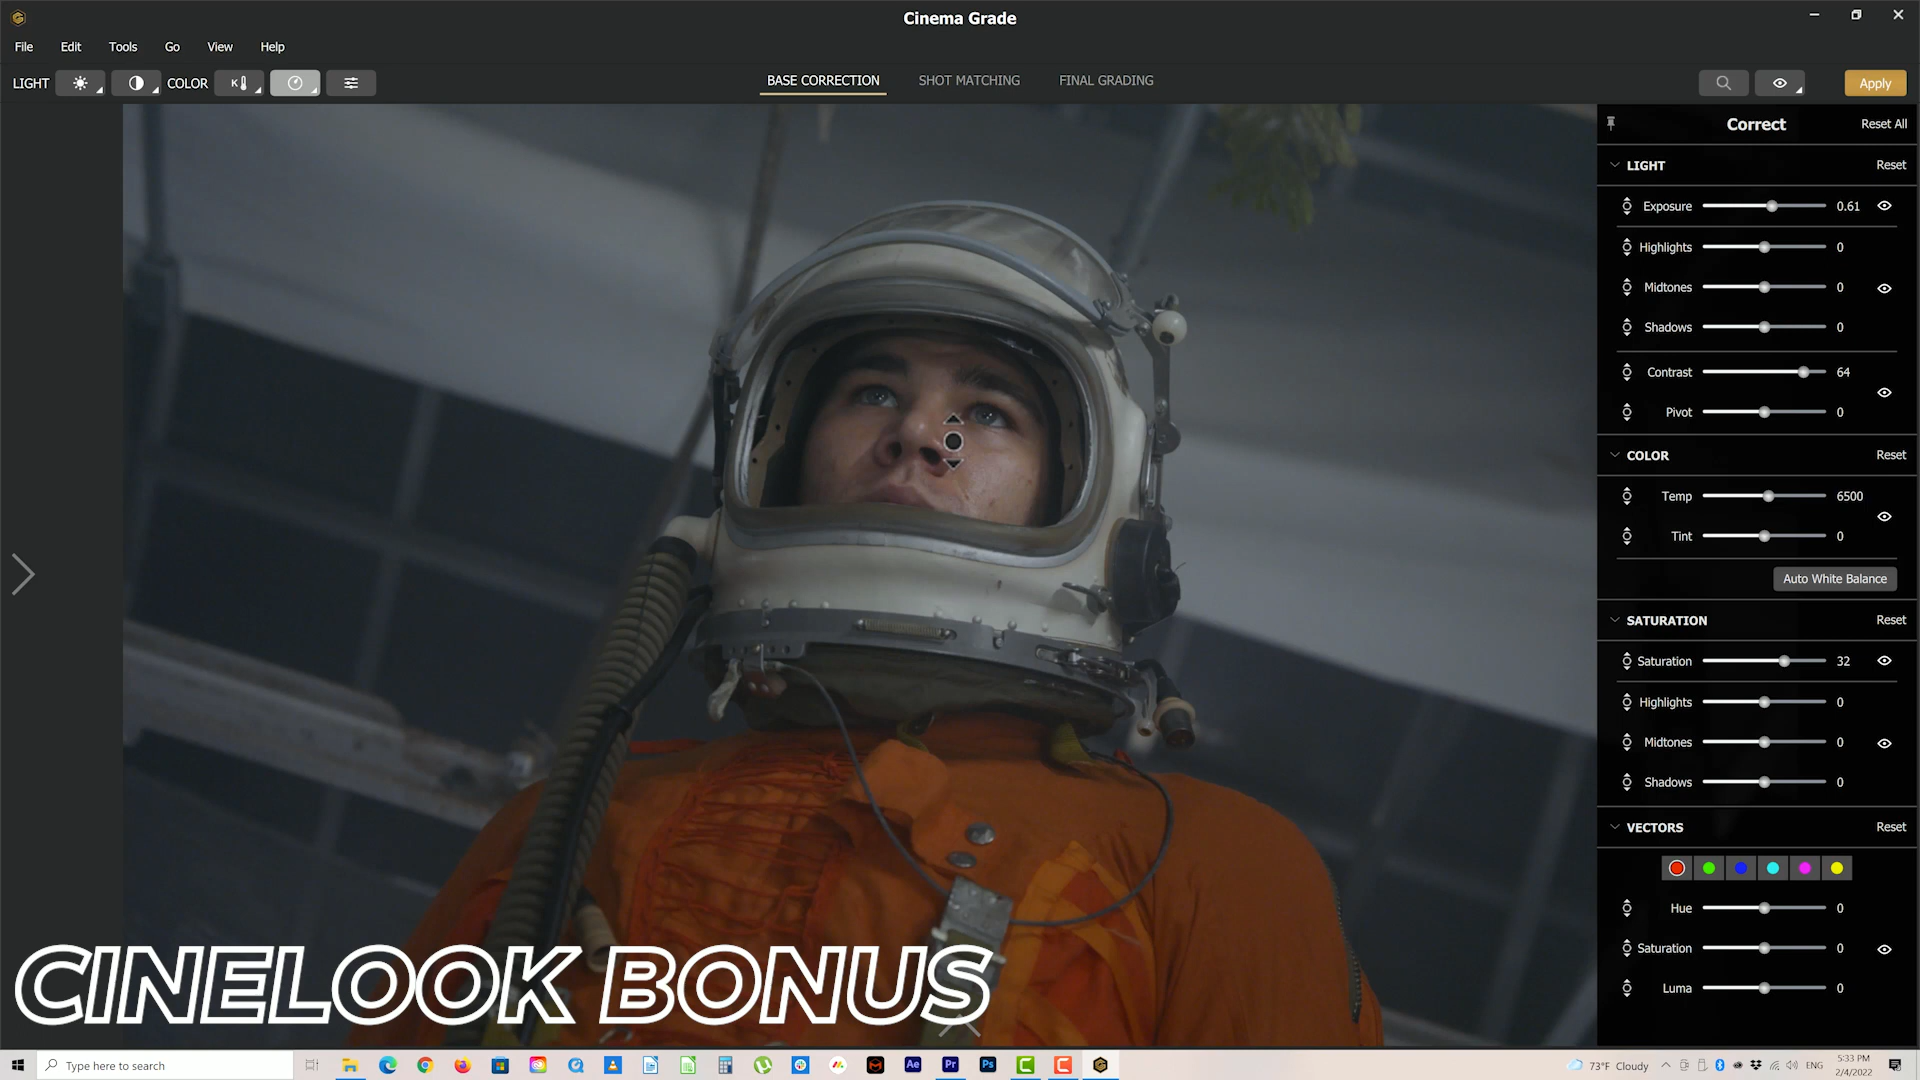 Cinema Grade
File Edit Tools Go View Help
LIGHT COLOR K BASE CORRECTION SHOT MATCHING FINAL GRADING Apply
Correct Reset All
LIGHT Reset
Exposure 0.61
Highlights 0
Midtones 0
Shadows 0
Contrast 64
Pivot 0
COLOR Reset
Temp 6500
Tint 0
Auto White Balance
SATURATION Reset
Saturation 32
Highlights 0
Midtones 0
Shadows 0
VECTORS Reset
Hue 0
Saturation 0
Luma 0
CINELOOK BONUS
Type here to search Ae Pr Ps 73°F Cloudy ENG 5:33 PM
2/4/2022